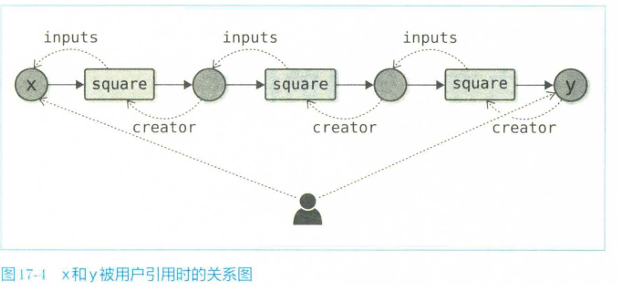 inputs inputs inputs
x square square square y
creator creator creator
图17-4 x和y被用户引用时的关系图